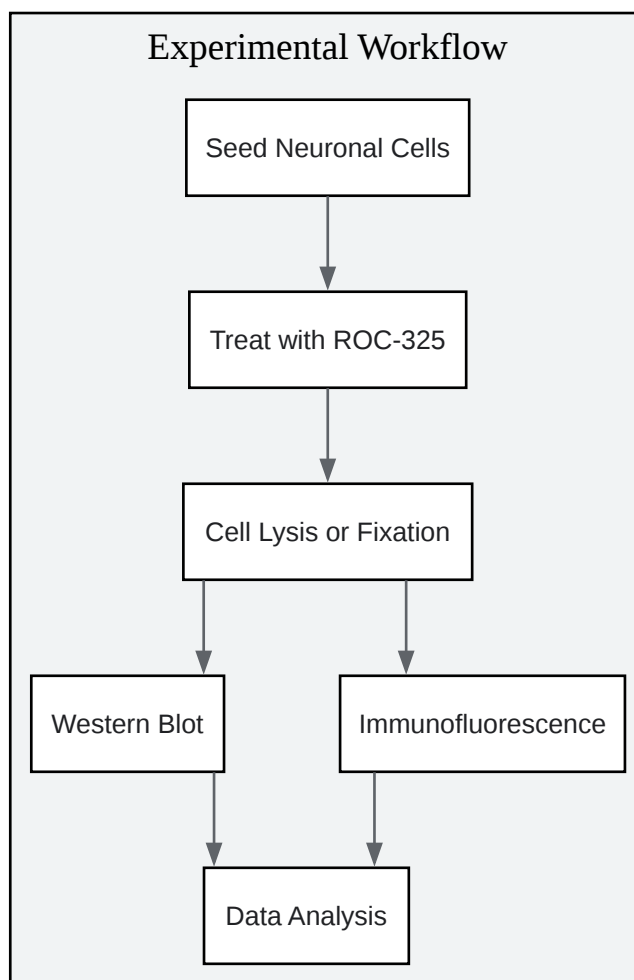 Experimental Workflow
Seed Neuronal Cells
Treat with ROC-325
Cell Lysis or Fixation
Western Blot
Immunofluorescence
Data Analysis